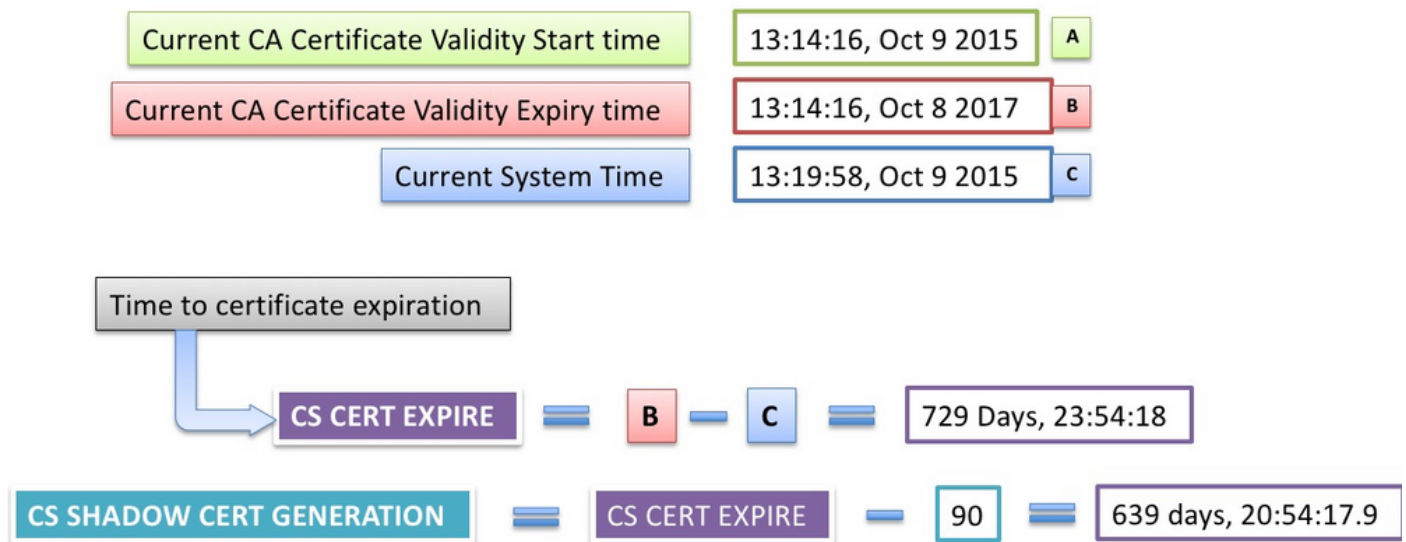 Current CA Certificate Validity Start time 13:14:16, Oct 9 2015 A
Current CA Certificate Validity Expiry time 13:14:16, Oct 8 2017 B
Current System Time 13:19:58, Oct 9 2015 C
Time to certificate expiration
CS CERT EXPIRE = B − C = 729 Days, 23:54:18
CS SHADOW CERT GENERATION = CS CERT EXPIRE − 90 = 639 days, 20:54:17.9